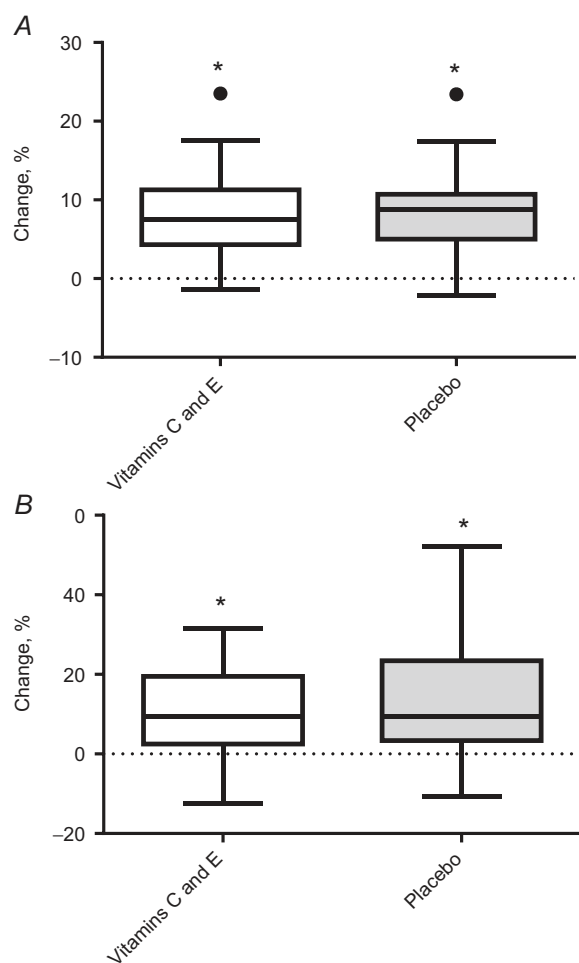 A
30
20
10
0
–10
Change, %
*
*
Vitamins C and E
Placebo
B
0
40
20
0
–20
Change, %
*
*
Vitamins C and E
Placebo